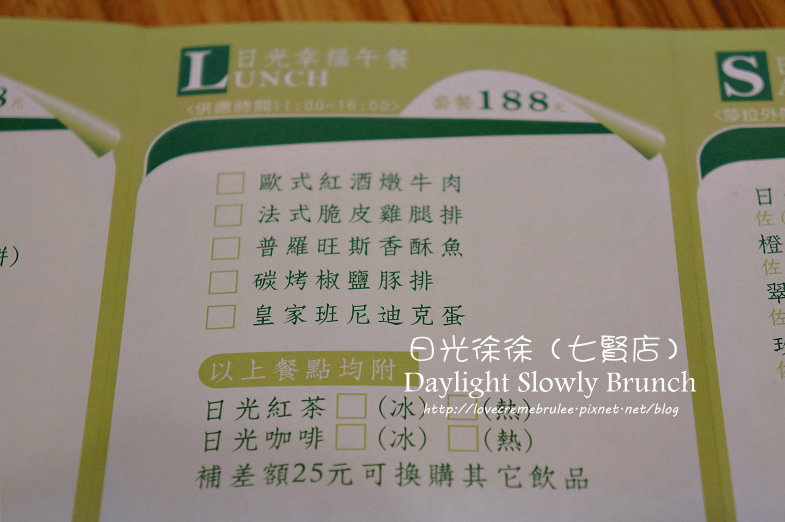 日光幸福午餐
LUNCH
<供應時間11:00-16:00>
套餐188元
歐式紅酒燉牛肉
法式脆皮雞腿排
普羅旺斯香酥魚
碳烤椒鹽豚排
皇家班尼迪克蛋
以上餐點均附
日光紅茶 (冰) (熱)
日光咖啡 (冰) (熱)
補差額25元可換購其它飲品
8元
S
<莎拉外
日
佐(
橙
佐
翠
佐
日光徐徐（七賢店）
Daylight Slowly Brunch
http://lovecremebrulee.pixnet.net/blog